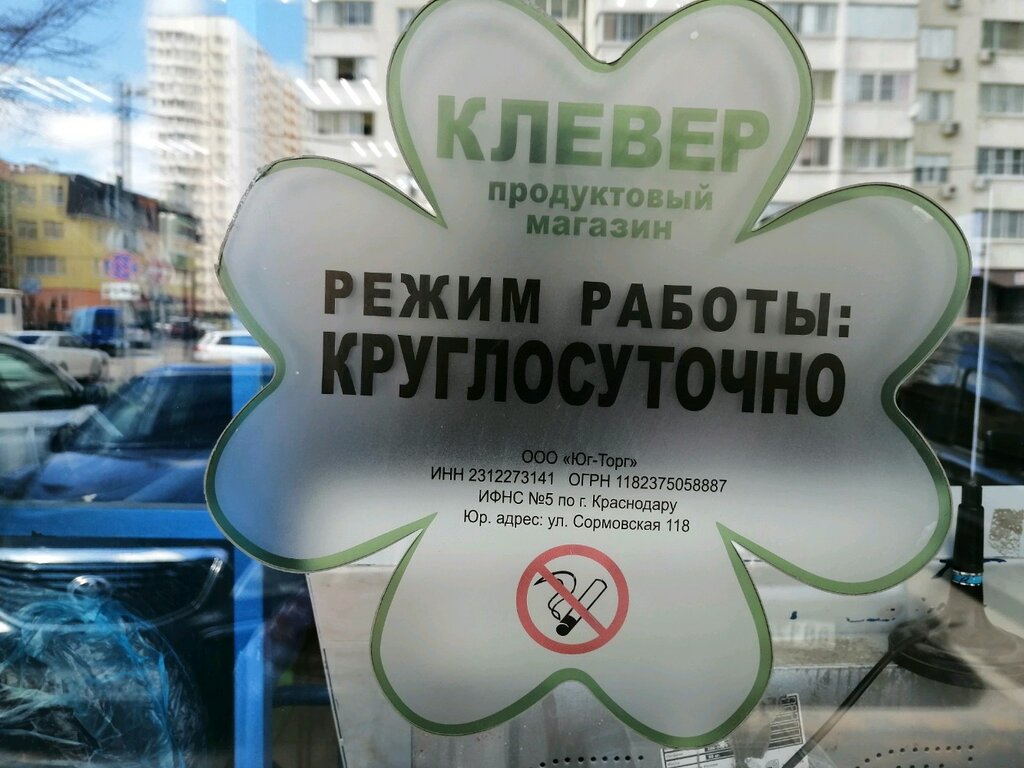 КЛЕВЕР
продуктовый
магазин
РЕЖИМ РАБОТЫ:
КРУГЛОСУТОЧНО
ООО «Юг-Торг»
ИНН 2312273141 ОГРН 1182375058887
ИФНС №5 по г. Краснодару
Юр. адрес: ул. Сормовская 118